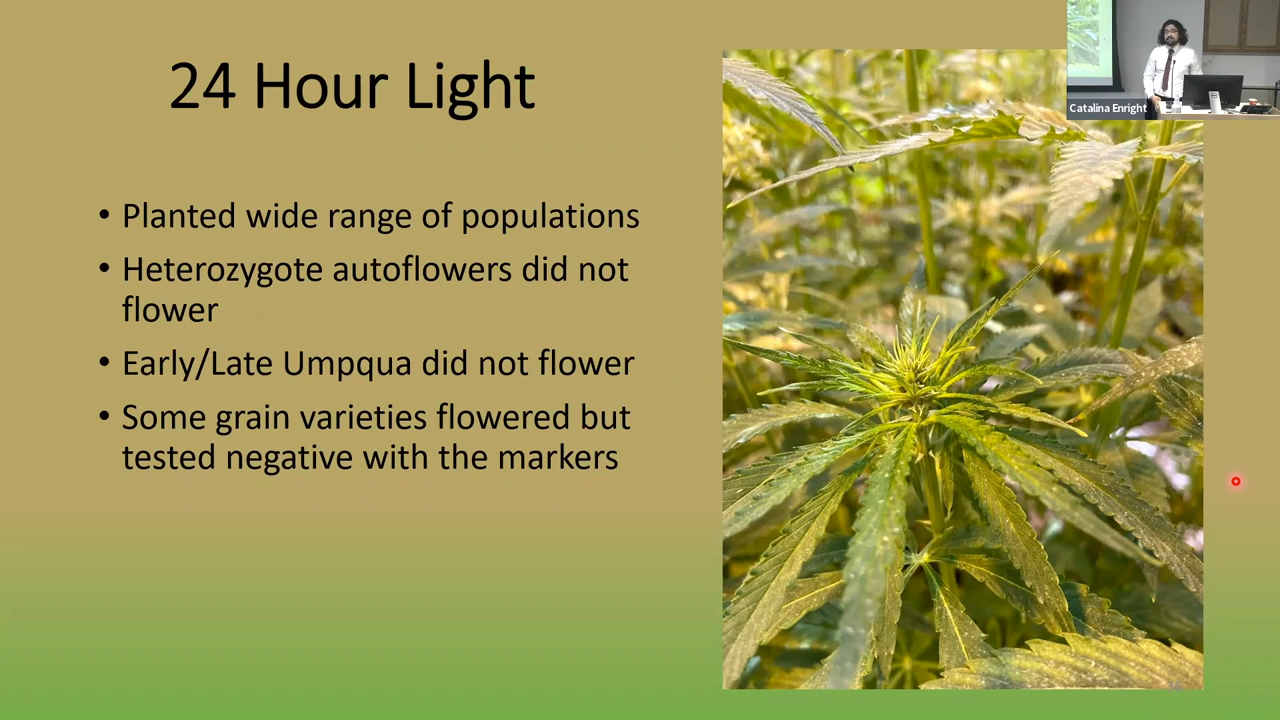 24 Hour Light
Catalina Enright
• Planted wide range of populations
• Heterozygote autoflowers did not
flower
• Early/Late Umpqua did not flower
• Some grain varieties flowered but
tested negative with the markers